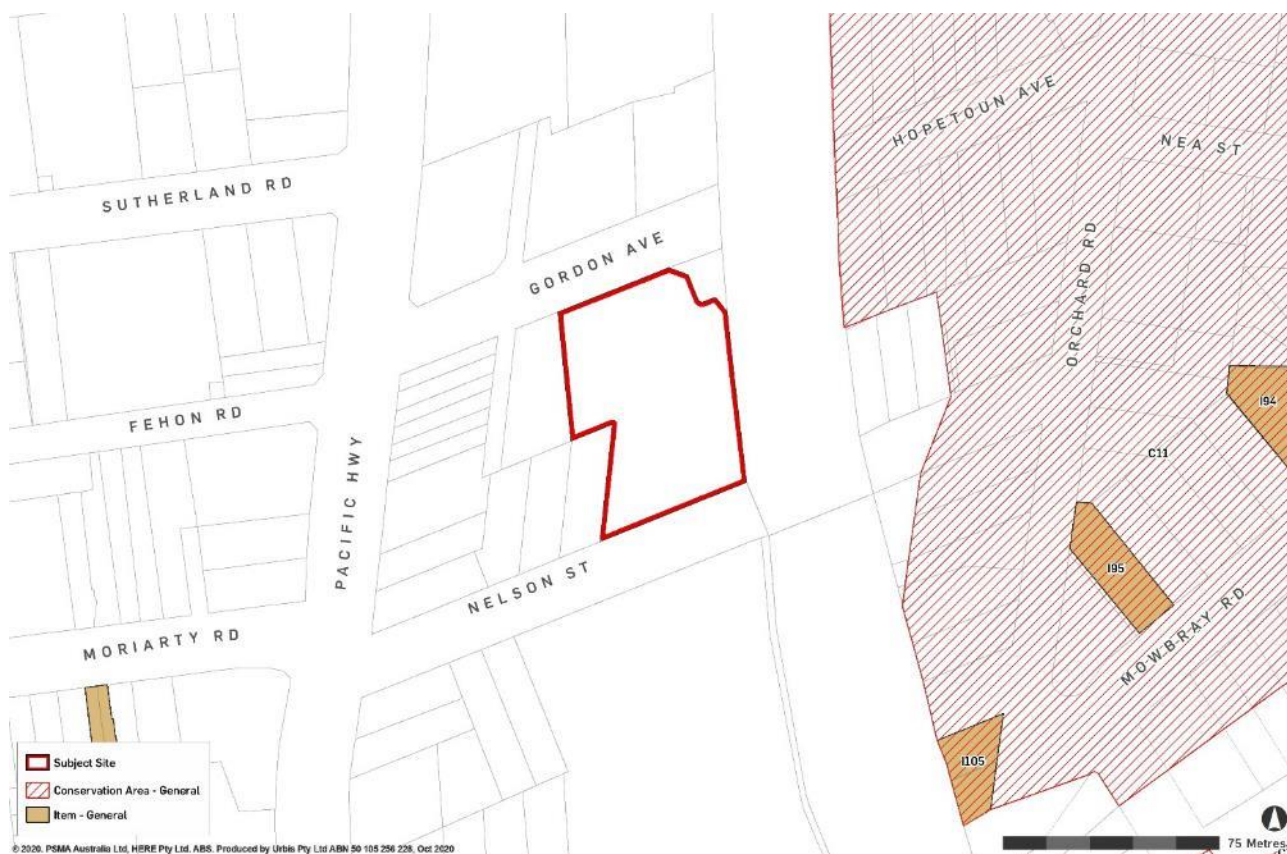 HOPETOUN AVE
NEA ST
SUTHERLAND RD
GORDON AVE
ORCHARD RD
I94
FEHON RD
C11
PACIFIC HWY
I95
NELSON ST
MOWBRAY RD
MORIARTY RD
I105
Subject Site
Conservation Area - General
Item - General
75 Metres
© 2020. PSMA Australia Ltd, HERE Pty Ltd. ABS. Produced by Urbis Pty Ltd ABN 50 105 256 228, Oct 2020